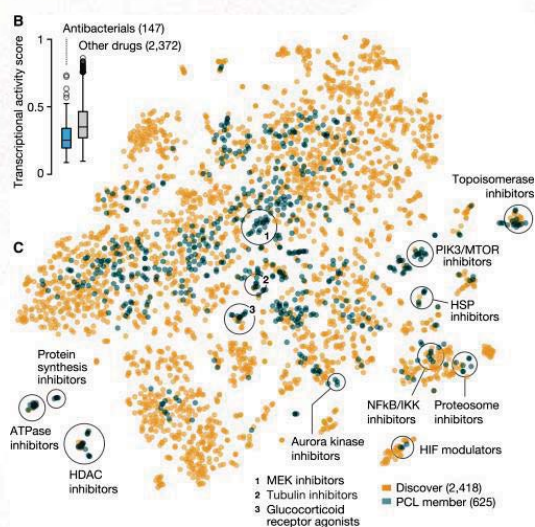 B
Antibacterials (147)
Other drugs (2,372)
Transcriptional activity score
1
0.5
0
Topoisomerase
inhibitors
PIK3/MTOR
inhibitors
C
HSP
inhibitors
1
2
3
Protein
synthesis
inhibitors
ATPase
inhibitors
HDAC
inhibitors
Aurora kinase
inhibitors
NFkB/IKK
inhibitors
Proteosome
inhibitors
HIF modulators
1 MEK inhibitors
2 Tubulin inhibitors
3 Glucocorticoid
receptor agonists
Discover (2,418)
PCL member (625)